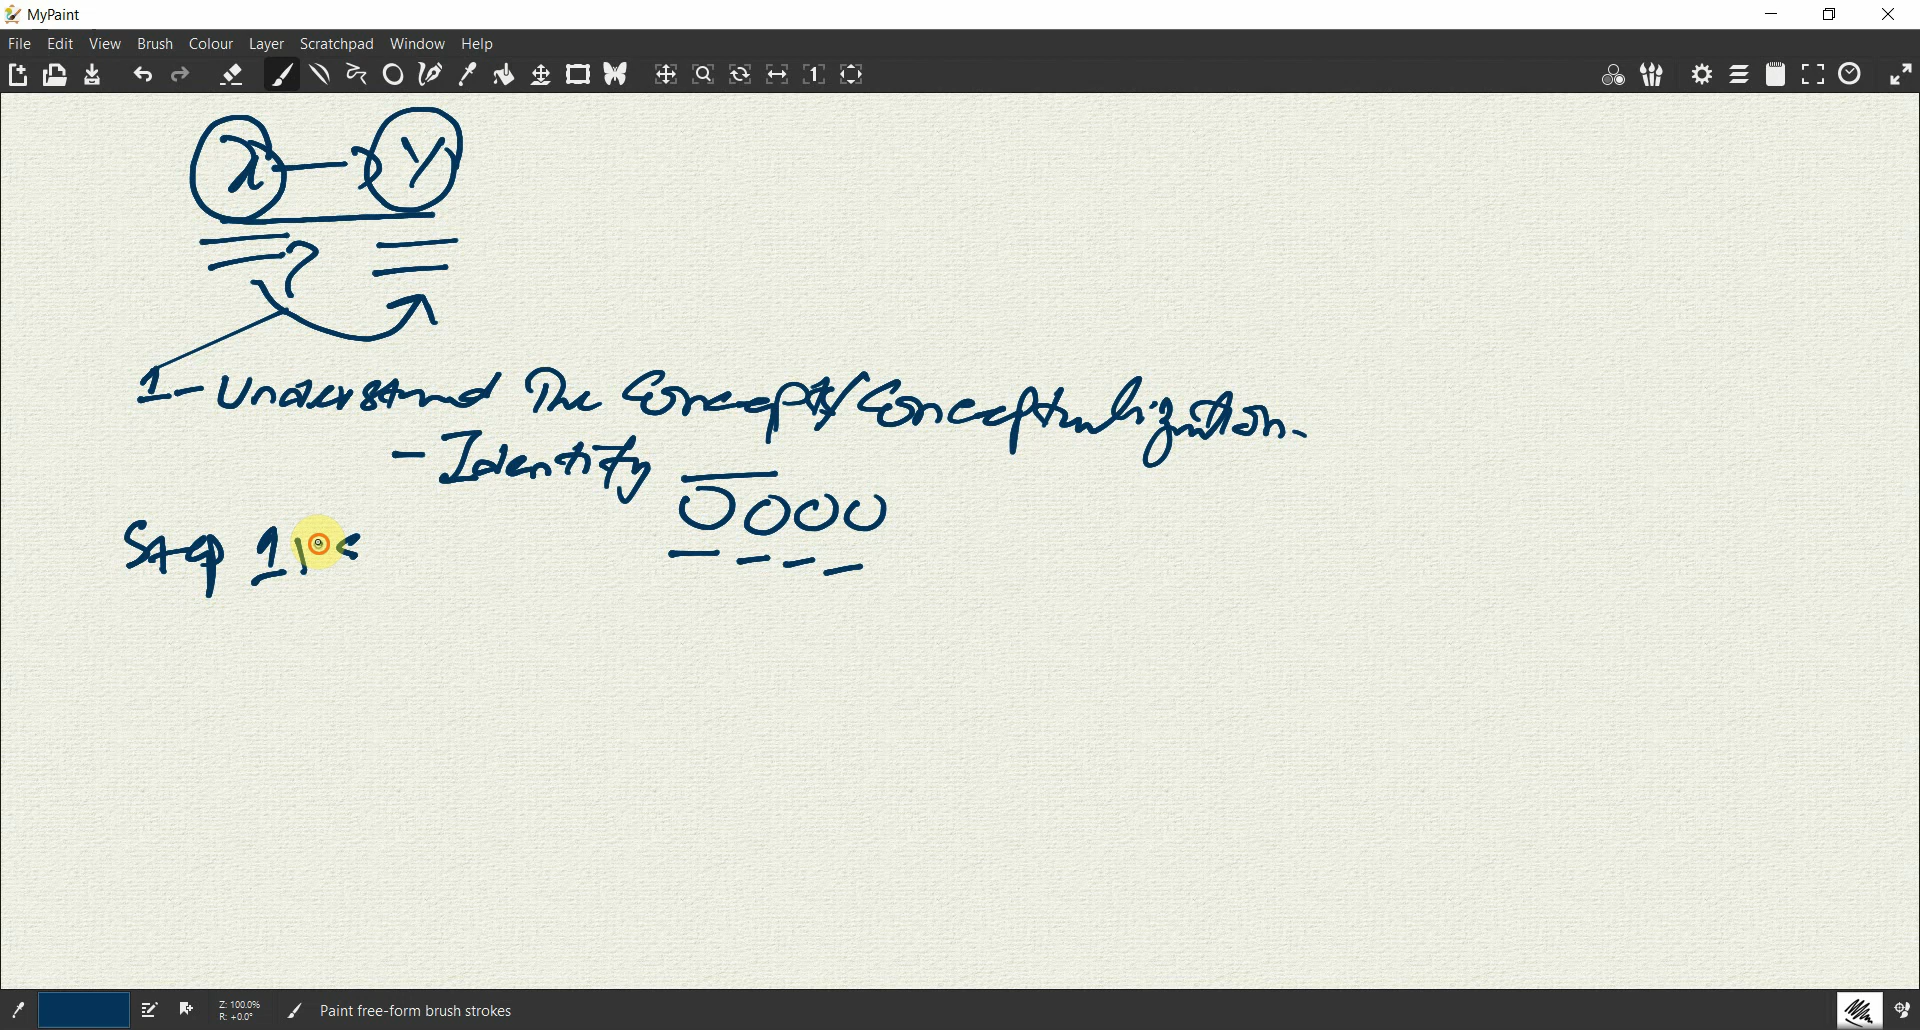 MyPaint
File Edit View Brush Colour Layer Scratchpad Window Help
X Y
?
1- Understand The Concepts/Conceptualization.
- Identify
Step 1
Z: 100.0%
R: +0.0°
Paint free-form brush strokes